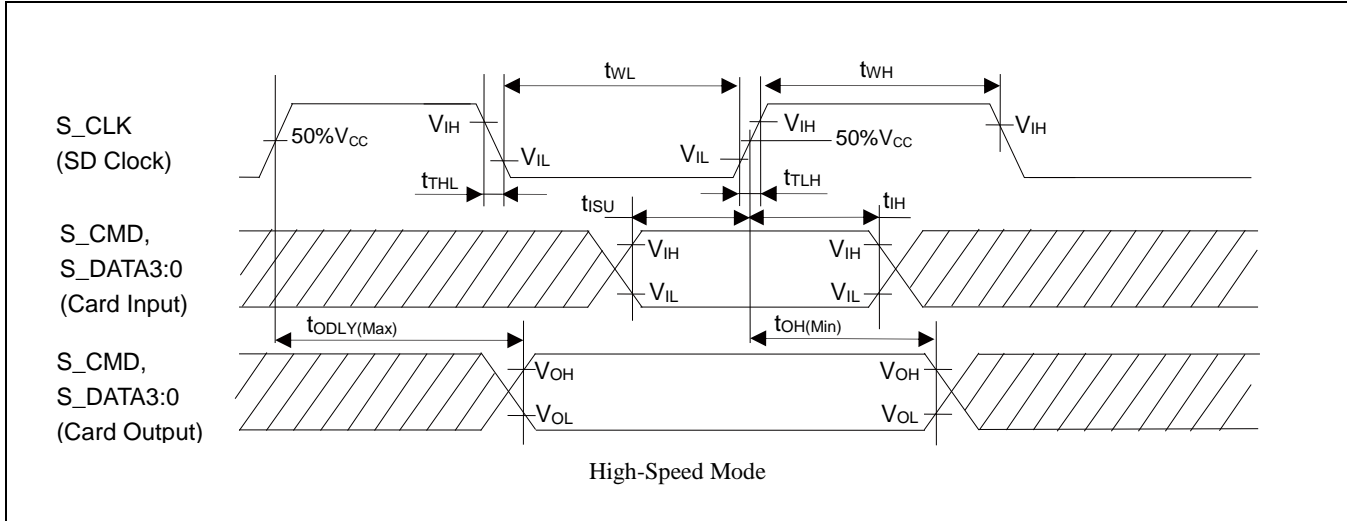 tWL
tWH
S_CLK
(SD Clock)
50%VCC
VIH
VIL
VIL
VIH
50%VCC
VIH
tTHL
tTLH
tISU
tIH
S_CMD,
S_DATA3:0
(Card Input)
VIH
VIL
VIH
VIL
tODLY(Max)
tOH(Min)
S_CMD,
S_DATA3:0
(Card Output)
VOH
VOL
VOH
VOL
High-Speed Mode